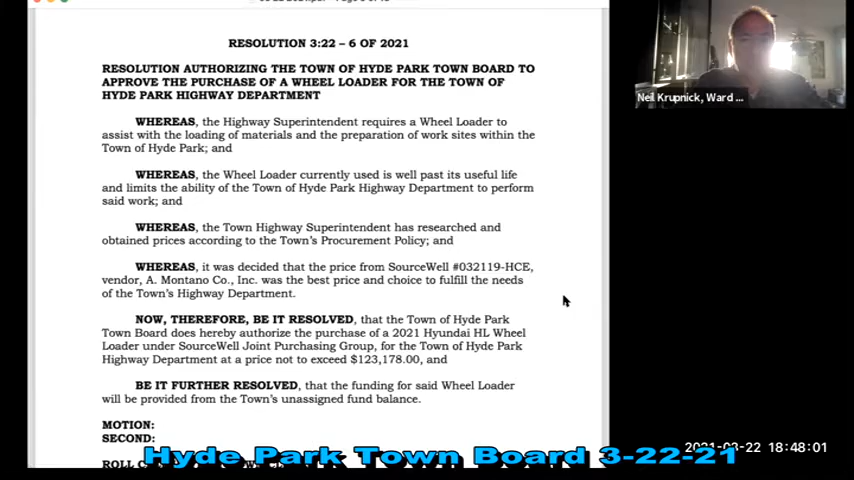 RESOLUTION 3:22 – 6 OF 2021
RESOLUTION AUTHORIZING THE TOWN OF HYDE PARK TOWN BOARD TO
APPROVE THE PURCHASE OF A WHEEL LOADER FOR THE TOWN OF
HYDE PARK HIGHWAY DEPARTMENT
WHEREAS, the Highway Superintendent requires a Wheel Loader to
assist with the loading of materials and the preparation of work sites within the
Town of Hyde Park; and
WHEREAS, the Wheel Loader currently used is well past its useful life
and limits the ability of the Town of Hyde Park Highway Department to perform
said work; and
WHEREAS, the Town Highway Superintendent has researched and
obtained prices according to the Town's Procurement Policy; and
WHEREAS, it was decided that the price from SourceWell #032119-HCE,
vendor, A. Montano Co., Inc. was the best price and choice to fulfill the needs
of the Town's Highway Department.
NOW, THEREFORE, BE IT RESOLVED, that the Town of Hyde Park
Town Board does hereby authorize the purchase of a 2021 Hyundai HL Wheel
Loader under SourceWell Joint Purchasing Group, for the Town of Hyde Park
Highway Department at a price not to exceed $123,178.00, and
BE IT FURTHER RESOLVED, that the funding for said Wheel Loader
will be provided from the Town's unassigned fund balance.
MOTION:
SECOND:
Neil Krupnick, Ward ...
2021-03-22 18:48:01
Hyde Park Town Board 3-22-21